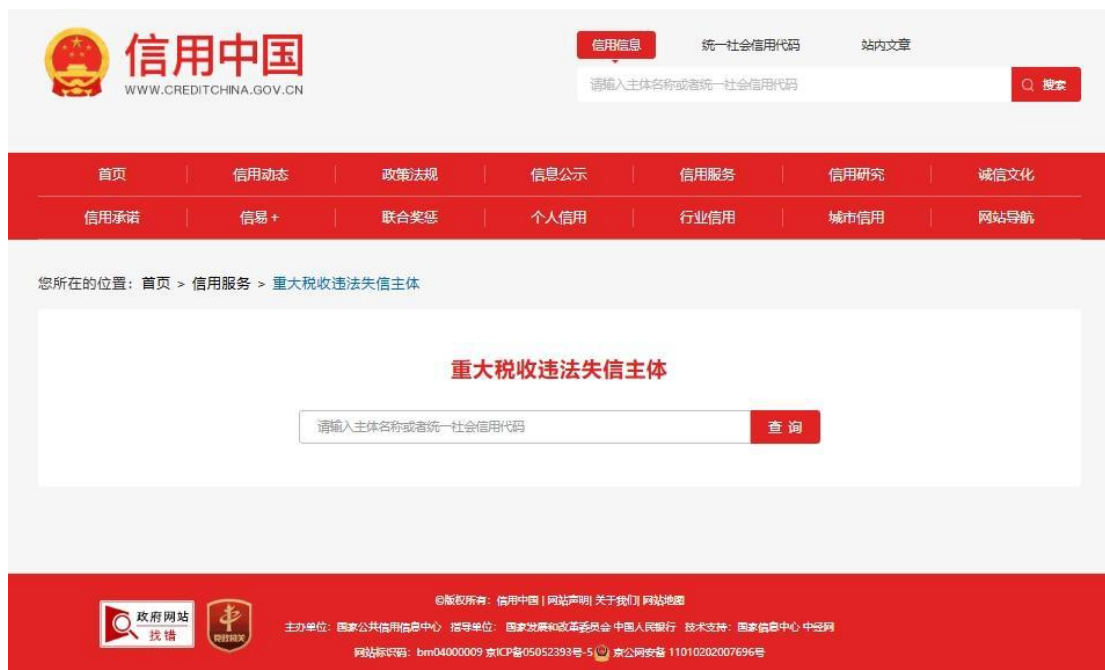 信用中国
WWW.CREDITCHINA.GOV.CN
信用信息 统一社会信用代码 站内文章
请输入主体名称或者统一社会信用代码 搜索
首页 信用动态 政策法规 信息公示 信用服务 信用研究 诚信文化
信用承诺 信易+ 联合奖惩 个人信用 行业信用 城市信用 网站导航
您所在的位置：首页 > 信用服务 > 重大税收违法失信主体
重大税收违法失信主体
请输入主体名称或者统一社会信用代码 查询
政府网站
找错
党政机关
©版权所有：信用中国 | 网站声明| 关于我们| 网站地图
主办单位：国家公共信用信息中心 指导单位：国家发展和改革委员会 中国人民银行 技术支持：国家信息中心 中经网
网站标识码：bm04000009 京ICP备05052393号-5 京公网安备 11010202007696号